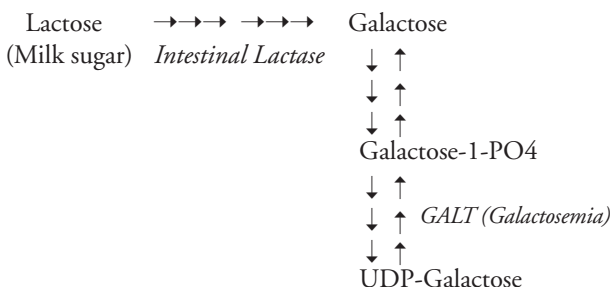 Lactose Galactose
(Milk sugar) Intestinal Lactase
Galactose-1-PO4
GALT (Galactosemia)
UDP-Galactose